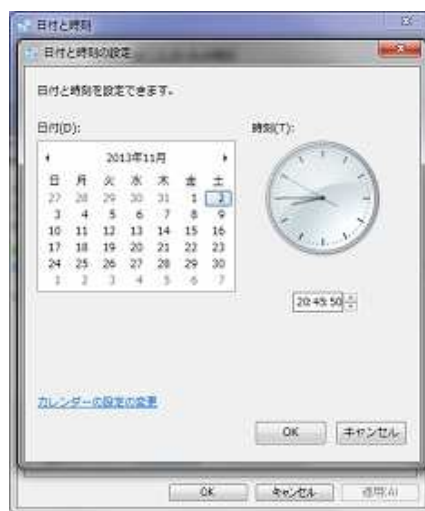 日付と時刻
日付と時刻の設定
日付と時刻を設定できます。
日付(D):
時刻(T):
2013年11月
日 月 火 水 木 金 土
27 28 29 30 31 1 2
3 4 5 6 7 8 9
10 11 12 13 14 15 16
17 18 19 20 21 22 23
24 25 26 27 28 29 30
1 2 3 4 5 6 7
20:45:50
カレンダーの設定の変更
OK キャンセル
OK キャンセル 適用(A)